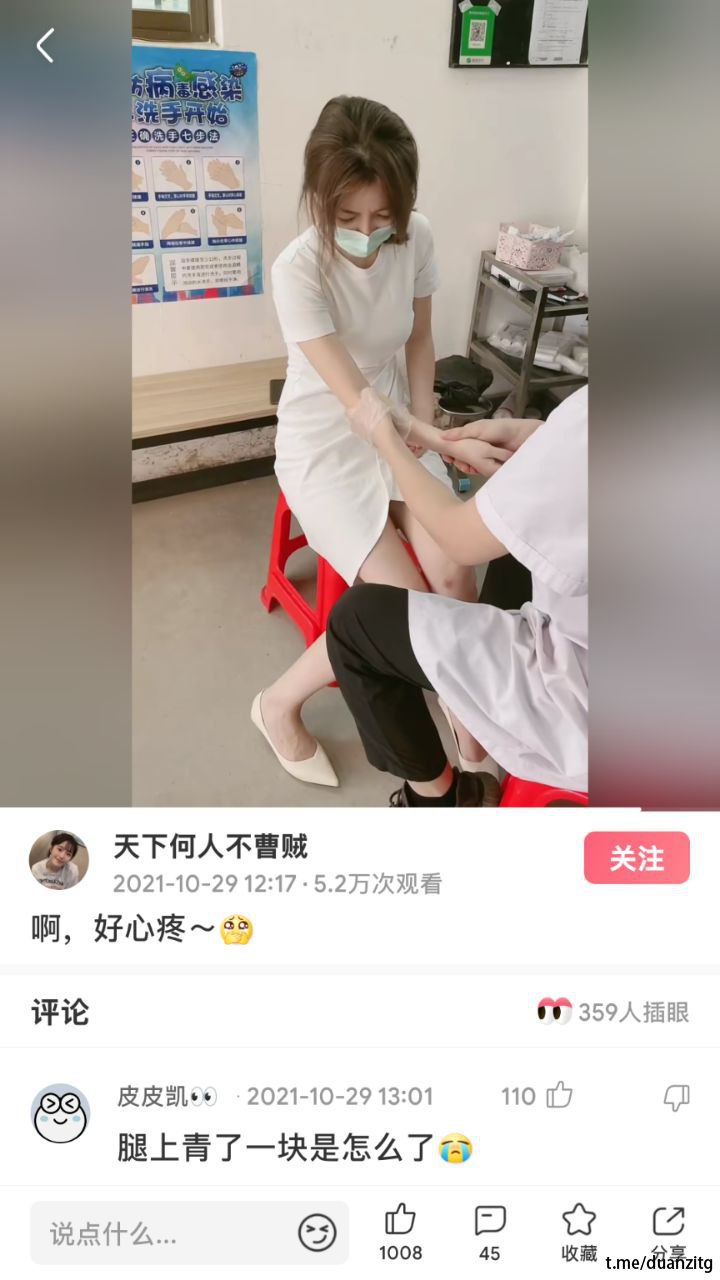 防病毒感染
洗手开始
正确洗手七步法
天下何人不曹贼
关注
2021-10-29 12:17 · 5.2万次观看
啊，好心疼～🥺
评论
359人插眼
皮皮凯👀 · 2021-10-29 13:01
110
腿上青了一块是怎么了😭
说点什么...
1008
45
收藏
分享
t.me/duanzitg